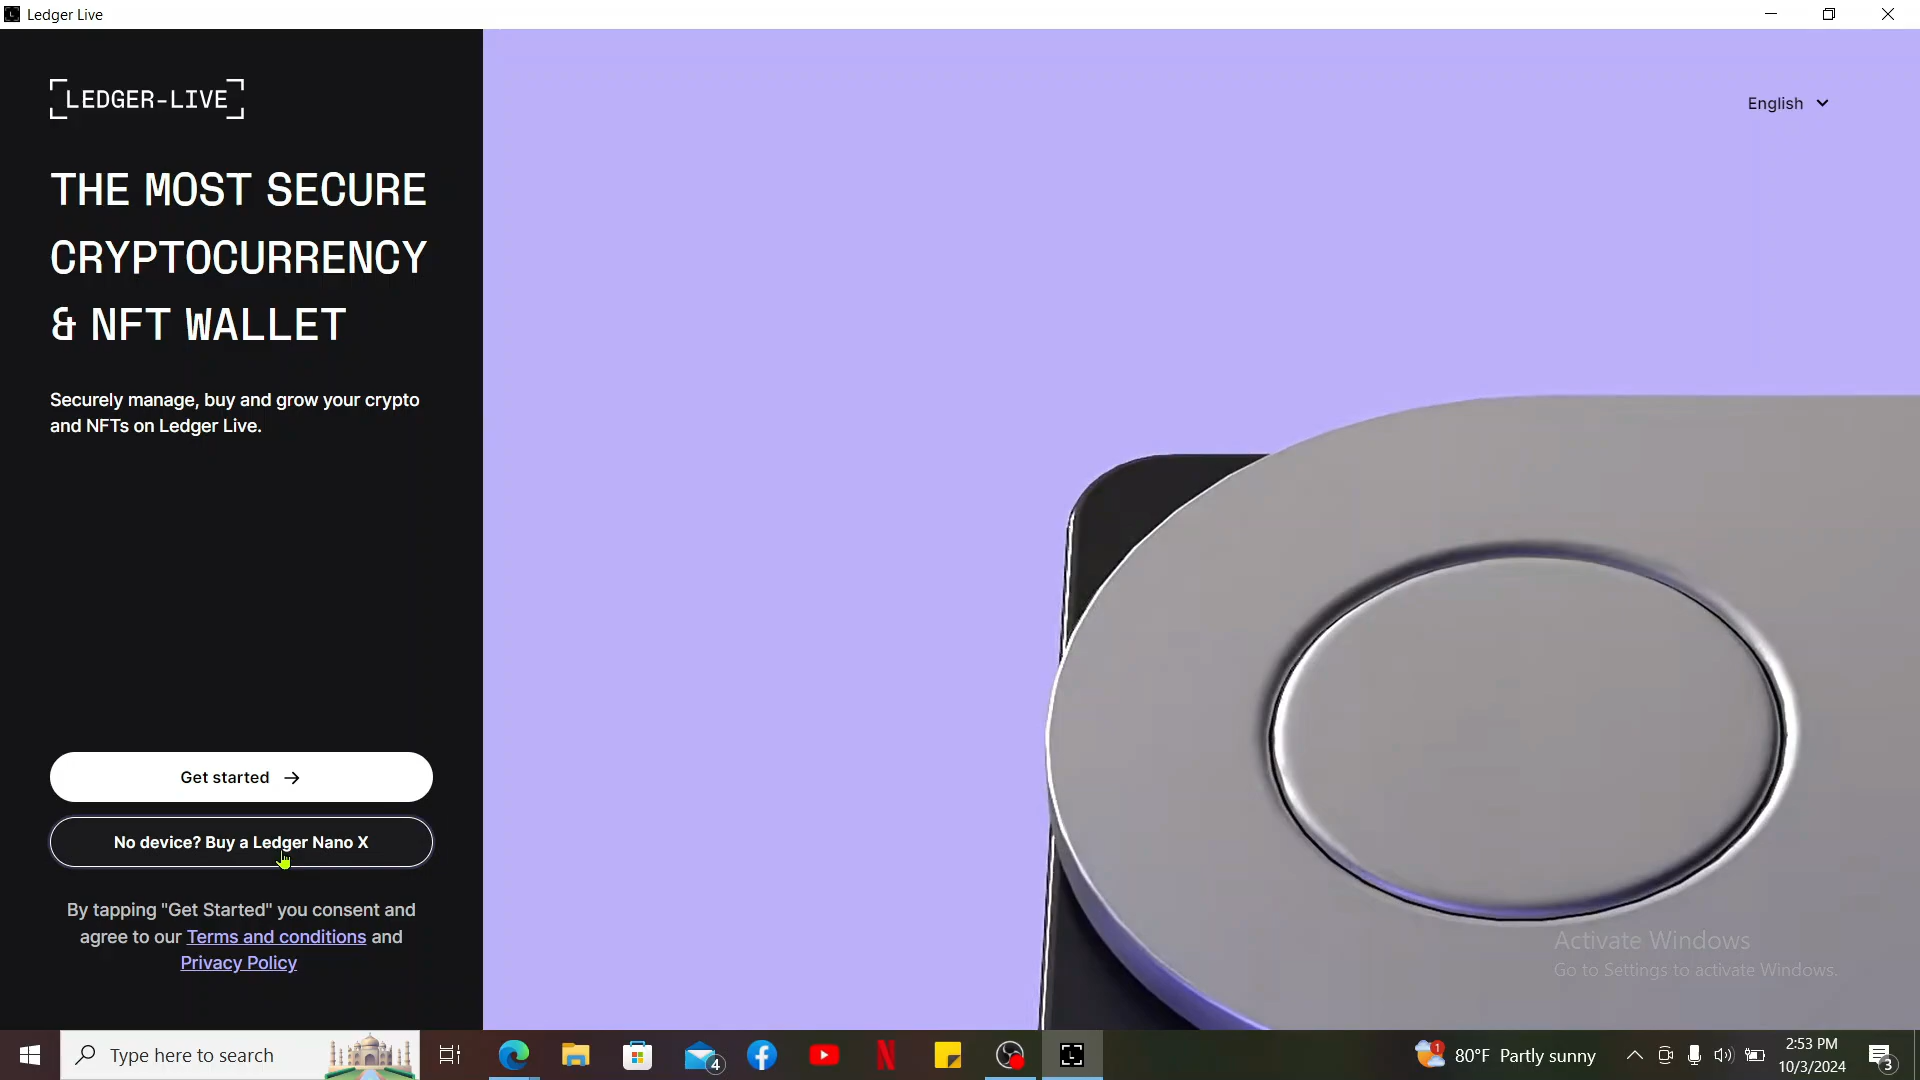 Ledger Live
LEDGER-LIVE
English
THE MOST SECURE
CRYPTOCURRENCY
& NFT WALLET
Securely manage, buy and grow your crypto
and NFTs on Ledger Live.
Get started
No device? Buy a Ledger Nano X
By tapping "Get Started" you consent and
agree to our Terms and conditions and
Privacy Policy
Activate Windows
Go to Settings to activate Windows.
Type here to search
4
1
80°F Partly sunny
2:53 PM
10/3/2024
3